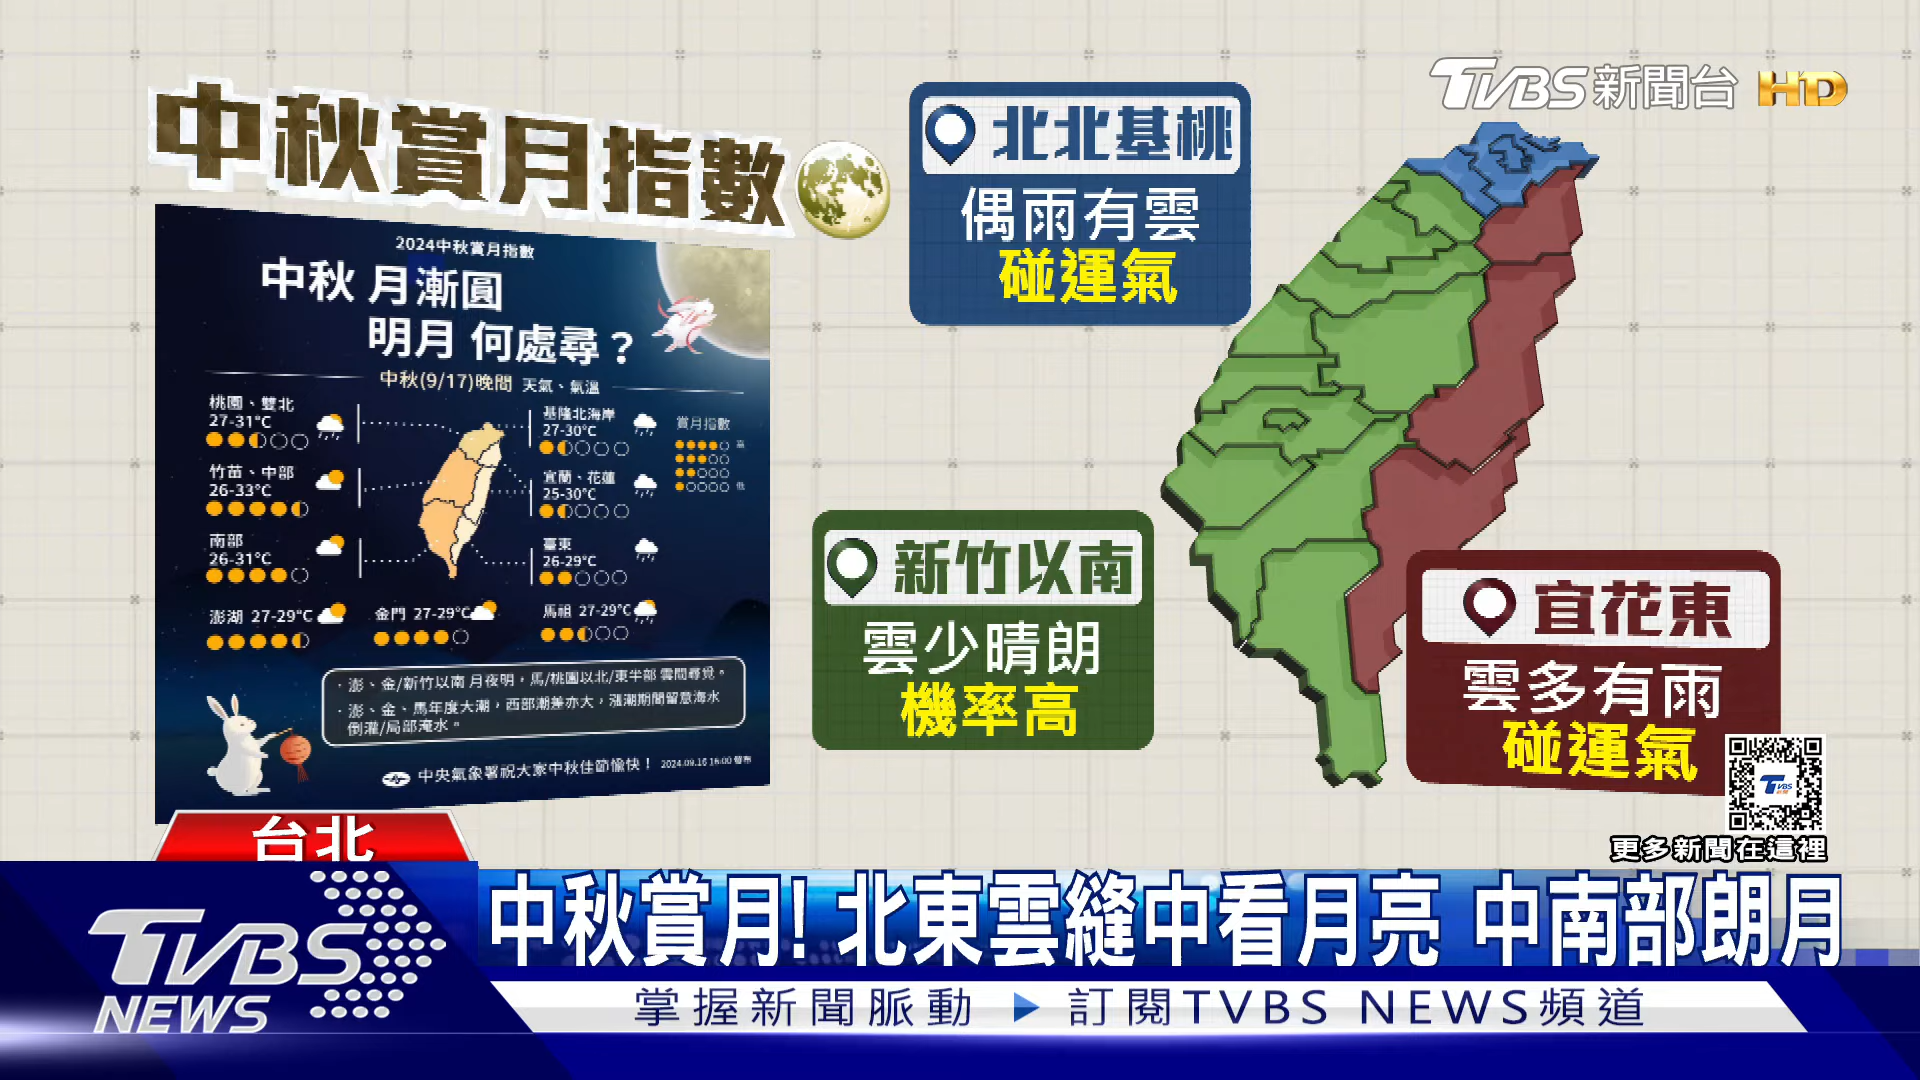 TVBS新聞台 HD
中秋賞月指數
2024中秋賞月指數
中秋 月漸圓
明月 何處尋？
中秋(9/17)晚間 天氣、氣溫
桃園、雙北
27-31°C
竹苗、中部
26-33°C
南部
26-31°C
基隆北海岸
27-30°C
宜蘭、花蓮
25-30°C
臺東
26-29°C
賞月指數
高
低
澎湖 27-29°C
金門 27-29°C
馬祖 27-29°C
．澎、金/新竹以南 月夜明，馬/桃園以北/東半部 雲間尋覓。
．澎、金、馬年度大潮，西部潮差亦大，漲潮期間留意海水
倒灌/局部淹水。
中央氣象署祝大家中秋佳節愉快！ 2024.09.16 16:00 發布
北北基桃
偶雨有雲
碰運氣
新竹以南
雲少晴朗
機率高
宜花東
雲多有雨
碰運氣
TVBS
新聞
更多新聞在這裡
台北
中秋賞月! 北東雲縫中看月亮 中南部朗月
TVBS
NEWS
掌握新聞脈動 ▶ 訂閱TVBS NEWS頻道